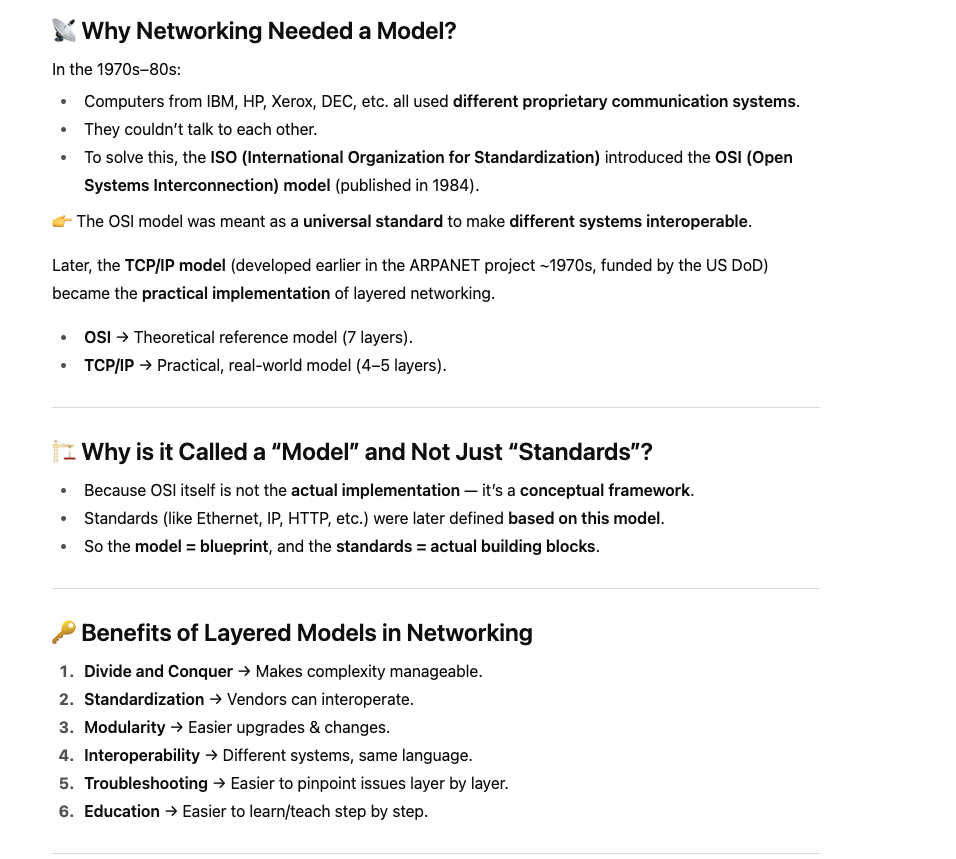 📡 Why Networking Needed a Model?
In the 1970s–80s:
• Computers from IBM, HP, Xerox, DEC, etc. all used different proprietary communication systems.
• They couldn’t talk to each other.
• To solve this, the ISO (International Organization for Standardization) introduced the OSI (Open
Systems Interconnection) model (published in 1984).
👉 The OSI model was meant as a universal standard to make different systems interoperable.
Later, the TCP/IP model (developed earlier in the ARPANET project ~1970s, funded by the US DoD)
became the practical implementation of layered networking.
• OSI → Theoretical reference model (7 layers).
• TCP/IP → Practical, real-world model (4–5 layers).
🏗️ Why is it Called a “Model” and Not Just “Standards”?
• Because OSI itself is not the actual implementation — it’s a conceptual framework.
• Standards (like Ethernet, IP, HTTP, etc.) were later defined based on this model.
• So the model = blueprint, and the standards = actual building blocks.
🔑 Benefits of Layered Models in Networking
1. Divide and Conquer → Makes complexity manageable.
2. Standardization → Vendors can interoperate.
3. Modularity → Easier upgrades & changes.
4. Interoperability → Different systems, same language.
5. Troubleshooting → Easier to pinpoint issues layer by layer.
6. Education → Easier to learn/teach step by step.